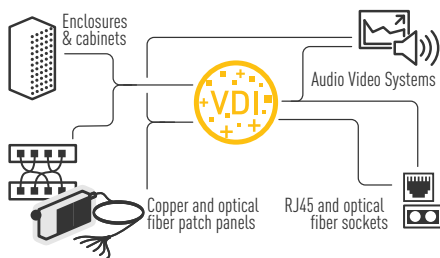 Enclosures
& cabinets
VDI
Audio Video Systems
Copper and optical
fiber patch panels
RJ45 and optical
fiber sockets